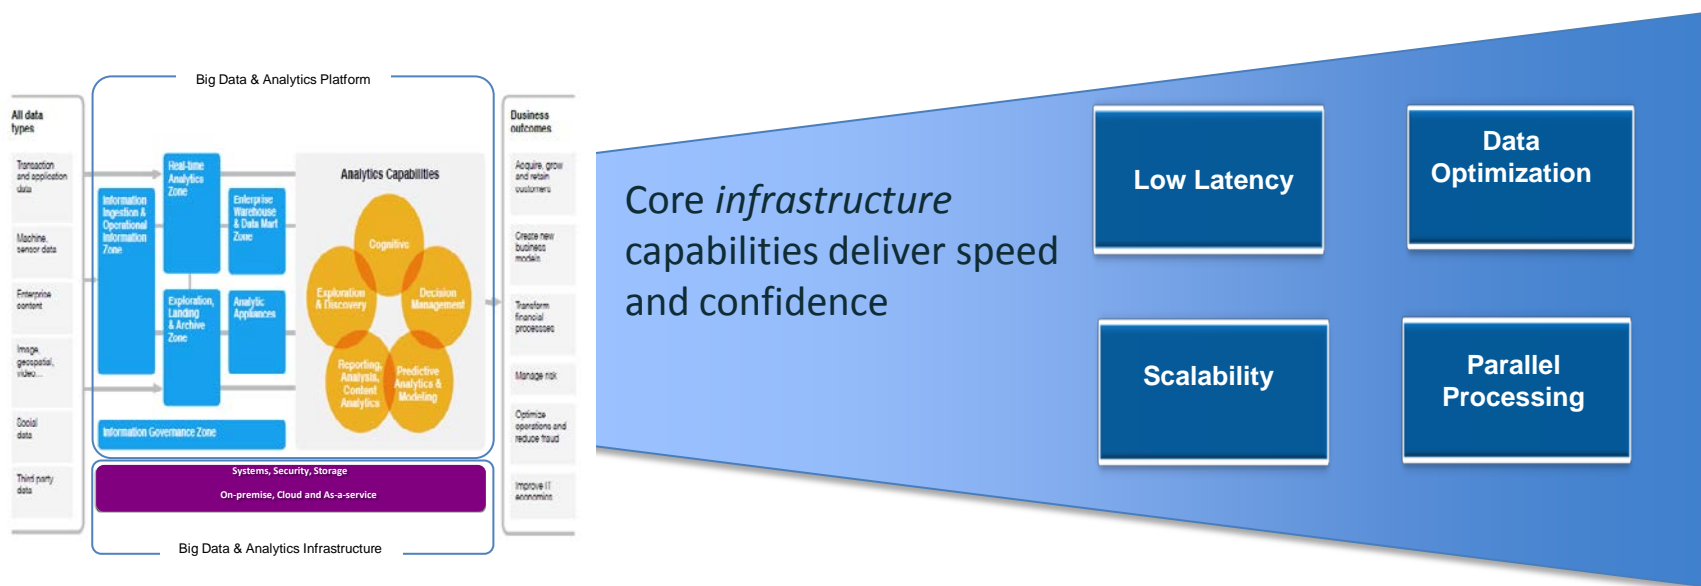 Big Data & Analytics Platform
All data
types
Transaction
and application
data
Machine,
sensor data
Enterprise
content
Image,
geospatial,
video...
Social
data
Third party
data
Information
Ingestion &
Operational
Information
Zone
Real-time
Analytics
Zone
Enterprise
Warehouse
& Data Mart
Zone
Exploration,
Landing
& Archive
Zone
Analytic
Appliances
Information Governance Zone
Analytics Capabilities
Cognitive
Exploration
& Discovery
Decision
Management
Reporting,
Analysis,
Content
Analytics
Predictive
Analytics &
Modeling
Business
outcomes
Acquire, grow
and retain
customers
Create new
business
models
Transform
financial
processes
Manage risk
Optimize
operations and
reduce fraud
Improve IT
economics
Systems, Security, Storage
On-premise, Cloud and As-a-service
Big Data & Analytics Infrastructure
Core infrastructure
capabilities deliver speed
and confidence
Low Latency
Data
Optimization
Scalability
Parallel
Processing